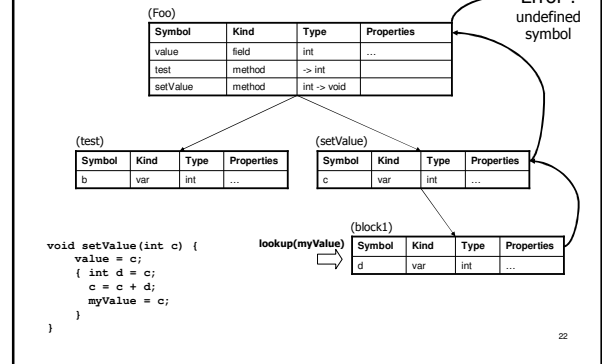 Error !
undefined
symbol
(Foo)
Symbol Kind Type Properties
value field int ...
test method -> int
setValue method int -> void
(test)
Symbol Kind Type Properties
b var int ...
(setValue)
Symbol Kind Type Properties
c var int ...
(block1)
lookup(myValue)
Symbol Kind Type Properties
d var int ...
void setValue(int c) {
value = c;
{ int d = c;
c = c + d;
myValue = c;
}
}
22